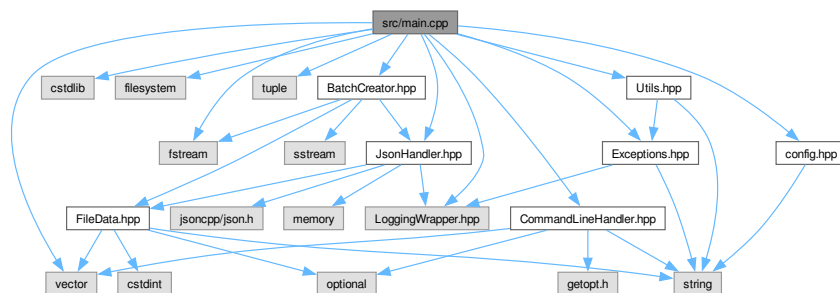 src/main.cpp
cstdlib
filesystem
tuple
BatchCreator.hpp
Utils.hpp
fstream
sstream
JsonHandler.hpp
Exceptions.hpp
config.hpp
FileData.hpp
jsoncpp/json.h
memory
LoggingWrapper.hpp
CommandLineHandler.hpp
vector
cstdint
optional
getopt.h
string